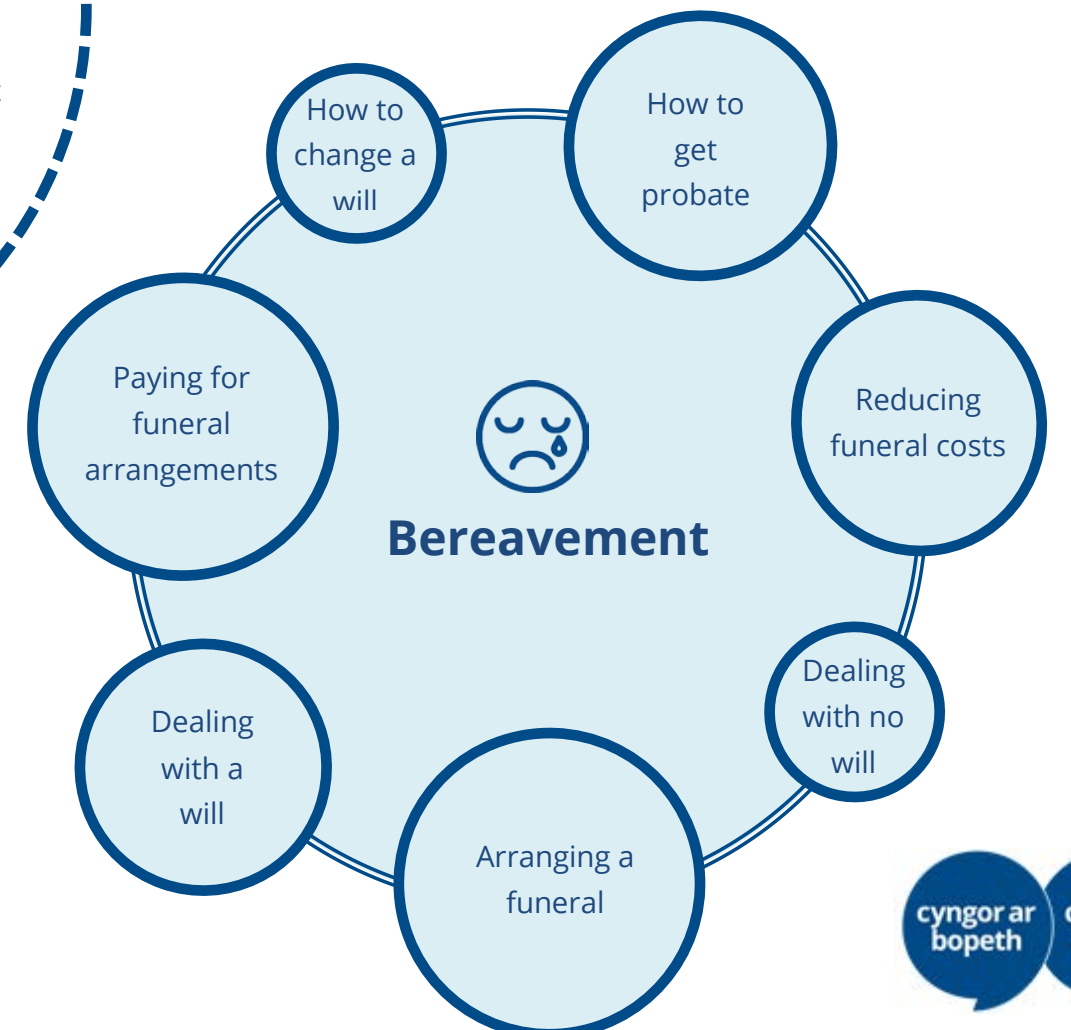 How to
change a
will
How to
get
probate
Paying for
funeral
arrangements
Reducing
funeral costs
Bereavement
Dealing
with no
will
Dealing
with a
will
Arranging a
funeral
cyngor ar
bopeth